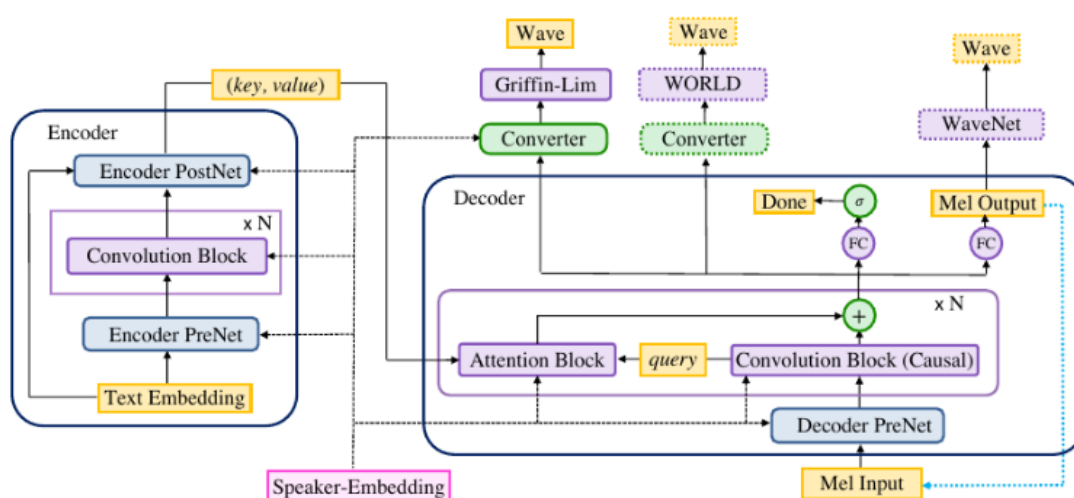 Wave
Wave
Wave
(key, value)
Griffin-Lim
WORLD
WaveNet
Encoder
Converter
Converter
Encoder PostNet
Decoder
Done
σ
Mel Output
x N
Convolution Block
FC
FC
x N
Encoder PreNet
+
Attention Block
query
Convolution Block (Causal)
Text Embedding
Decoder PreNet
Speaker-Embedding
Mel Input